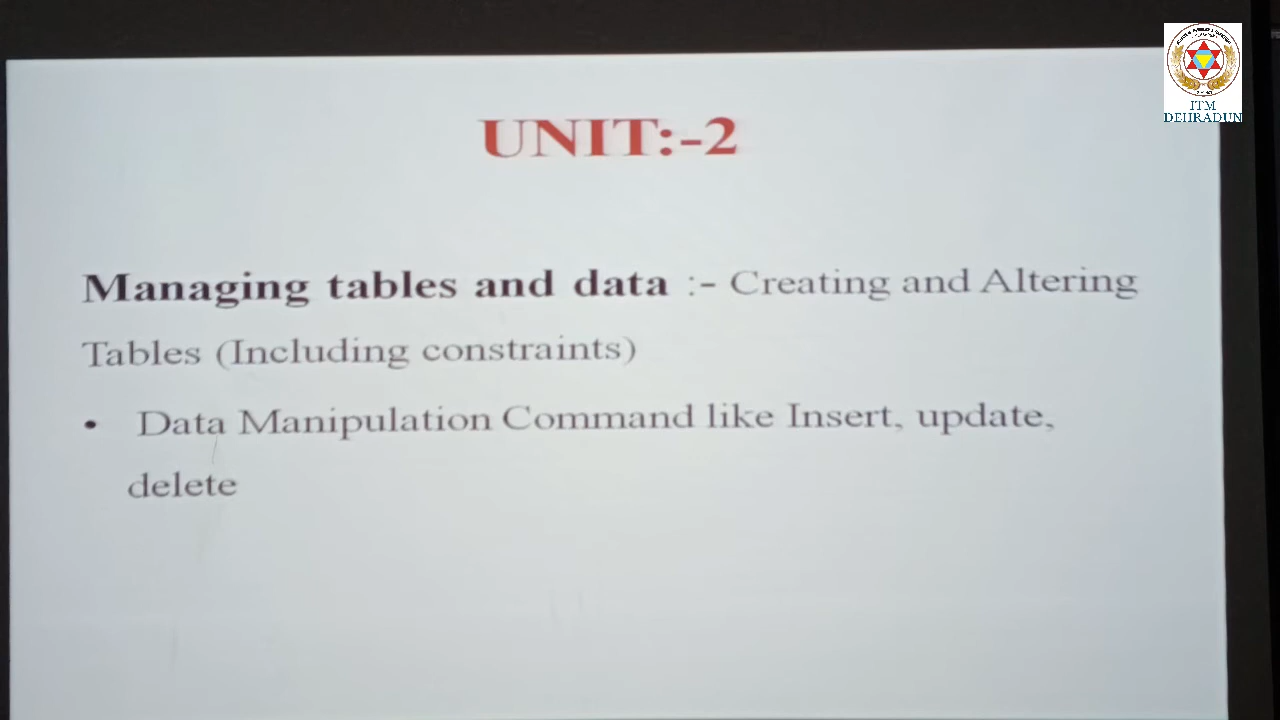 ITM
DEHRADUN
UNIT:-2
Managing tables and data :- Creating and Altering
Tables (Including constraints)
• Data Manipulation Command like Insert, update,
delete